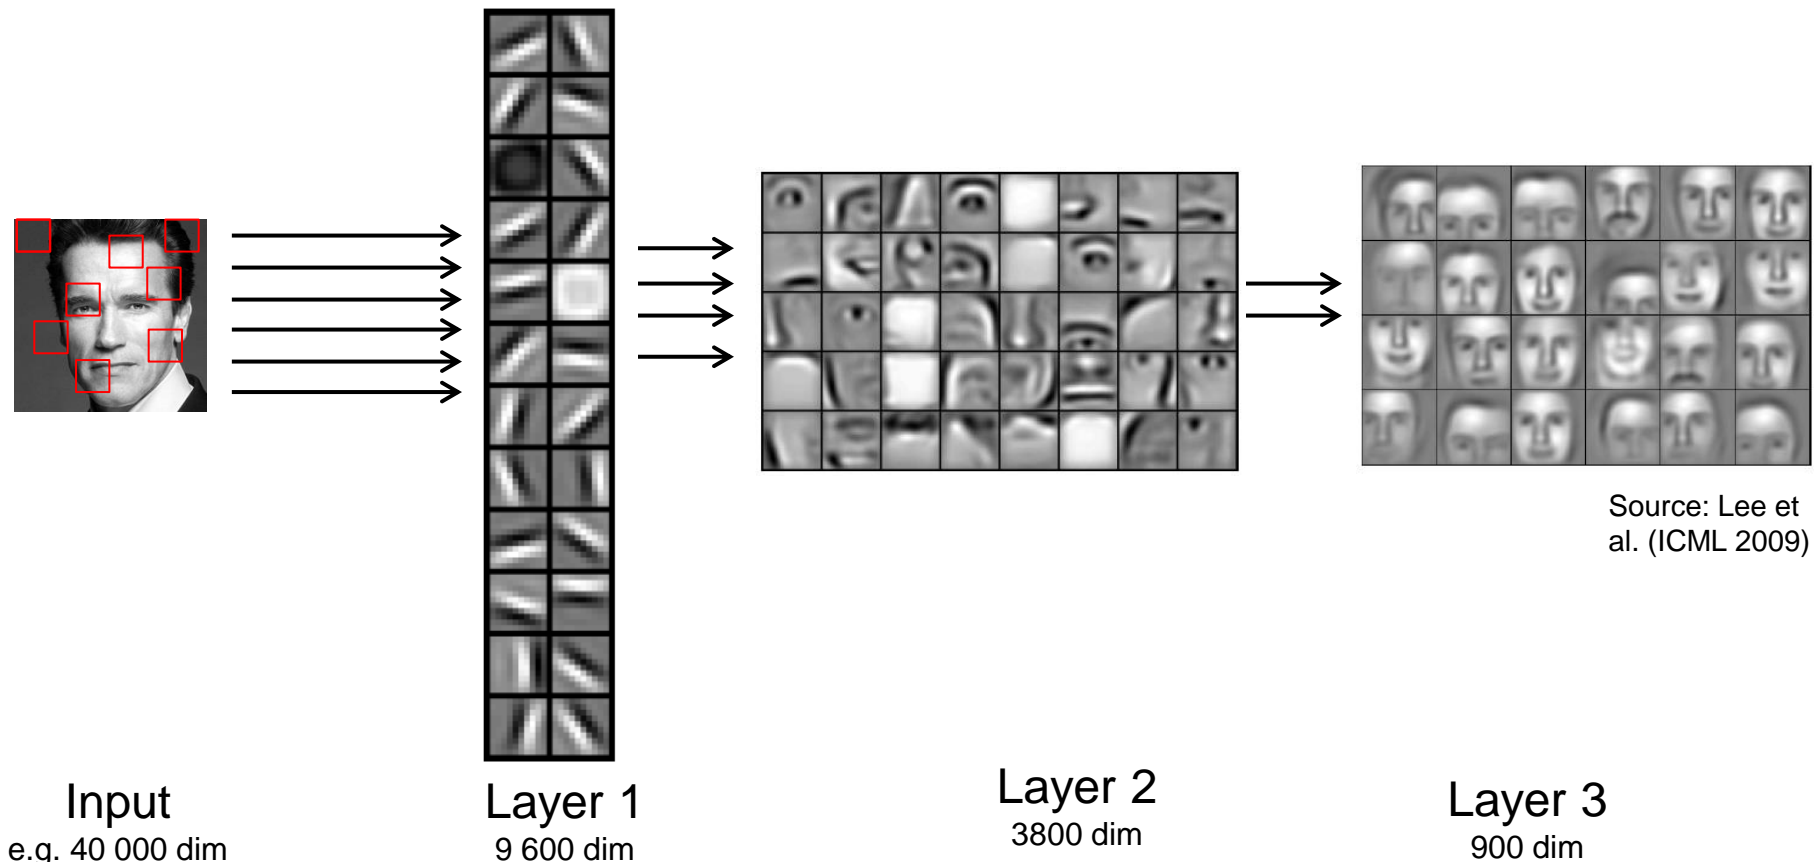 Source: Lee et
al. (ICML 2009)
Input
e.g. 40 000 dim
Layer 1
9 600 dim
Layer 2
3800 dim
Layer 3
900 dim